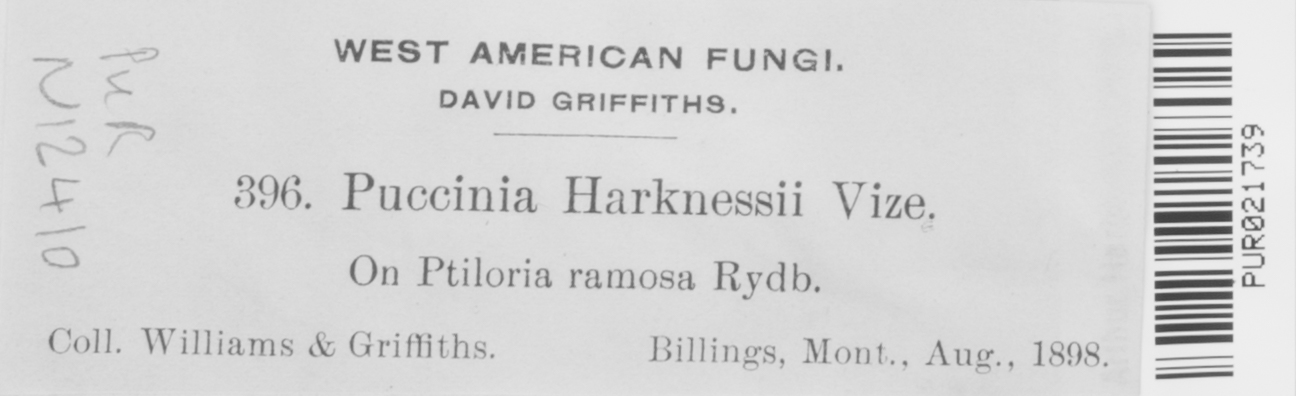 WEST AMERICAN FUNGI.
DAVID GRIFFITHS.
396. Puccinia Harknessii Vize.
On Ptiloria ramosa Rydb.
Coll. Williams & Griffiths. Billings, Mont., Aug., 1898.
PUR
N12410
PUR021739